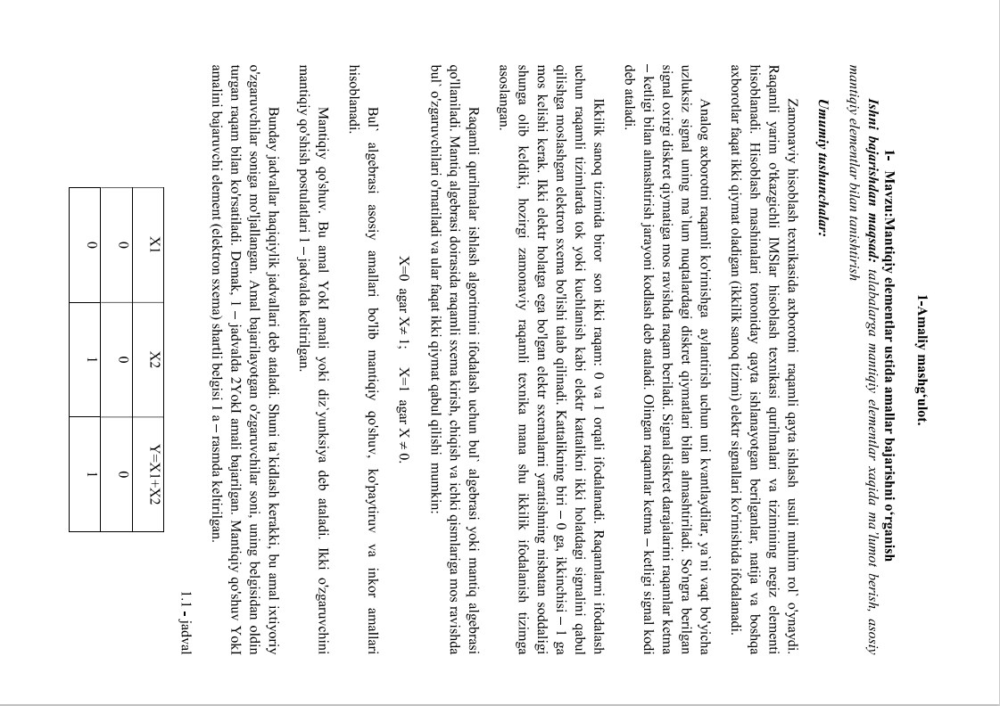 1-Amaliy mashg‘ulot.
1- Mavzu:Mantiqiy elementlar ustida amallar bajarishni o‘rganish
Ishni bajarishdan maqsad: talabalarga mantiqiy elementlar xaqida ma'lumot berish, asosiy
mantiqiy elementlar bilan tanishtirish
Umumiy tushunchalar:
Zamonaviy hisoblash texnikasida axborotni raqamli qayta ishlash usuli muhim rol` o'ynaydi.
Raqamli yarim o'tkazgichli IMSlar hisoblash texnikasi qurilmalari va tizimining negiz elementi
hisoblanadi. Hisoblash mashinalari tomoniday qayta ishlanayotgan berilganlar, natija va boshqa
axborotlar faqat ikki qiymat oladigan (ikkilik sanoq tizimi) elektr signallari ko'rinishida ifodalanadi.
Analog axborotni raqamli ko'rinishga aylantirish uchun uni kvantlaydilar, ya`ni vaqt bo'yicha
uzluksiz signal uning ma`lum nuqtalardagi diskret qiymatlari bilan almashtiriladi. So'ngra berilgan
signal oxirgi diskret qiymatiga mos ravishda raqam beriladi. Signal diskret darajalarini raqamlar ketma
– ketligi bilan almashtirish jarayoni kodlash deb ataladi. Olingan raqamlar ketma – ketligi signal kodi
deb ataladi.
Ikkilik sanoq tizimida biror son ikki raqam: 0 va 1 orqali ifodalanadi. Raqamlarni ifodalash
uchun raqamli tizimlarda tok yoki kuchlanish kabi elektr kattalikni ikki holatdagi signalini qabul
qilishga moslashgan elektron sxema bo'lishi talab qilinadi. Kattalikning biri – 0 ga, ikkinchisi – 1 ga
mos kelishi kerak. Ikki elektr holatga ega bo'lgan elektr sxemalarni yaratishning nisbatan soddaligi
shunga olib keldiki, hozirgi zamonaviy raqamli texnika mana shu ikkilik ifodalanish tizimga
asoslangan.
Raqamli qurilmalar ishlash algoritmini ifodalash uchun bul` algebrasi yoki mantiq algebrasi
qo'llaniladi. Mantiq algebrasi doirasida raqamli sxema kirish, chiqish va ichki qismlariga mos ravishda
bul` o'zgaruvchilari o'rnatiladi va ular faqat ikki qiymat qabul qilishi mumkin:
X=0 agar X≠ 1; X=1 agar X ≠ 0.
Bul` algebrasi asosiy amallari bo'lib mantiqiy qo'shuv, ko'paytiruv va inkor amallari
hisoblanadi.
Mantiqiy qo'shuv. Bu amal YokI amali yoki diz`yunksiya deb ataladi. Ikki o'zgaruvchini
mantiqiy qo'shish postulatlari 1 – jadvalda keltirilgan.
Bunday jadvallar haqiqiylik jadvallari deb ataladi. Shuni ta`kidlash kerakki, bu amal ixtiyoriy
o'zgaruvchilar soniga mo'ljallangan. Amal bajarilayotgan o'zgaruvchilar soni, uning belgisidan oldin
turgan raqam bilan ko'rsatiladi. Demak, 1 – jadvalda 2YokI amali bajarilgan. Mantiqiy qo'shuv YokI
amalini bajaruvchi element (elektron sxema) shartli belgisi 1 a – rasmda keltirilgan.
1.1 - jadval
X1 X2 Y=X1+X2
0 0 0
0 1 1